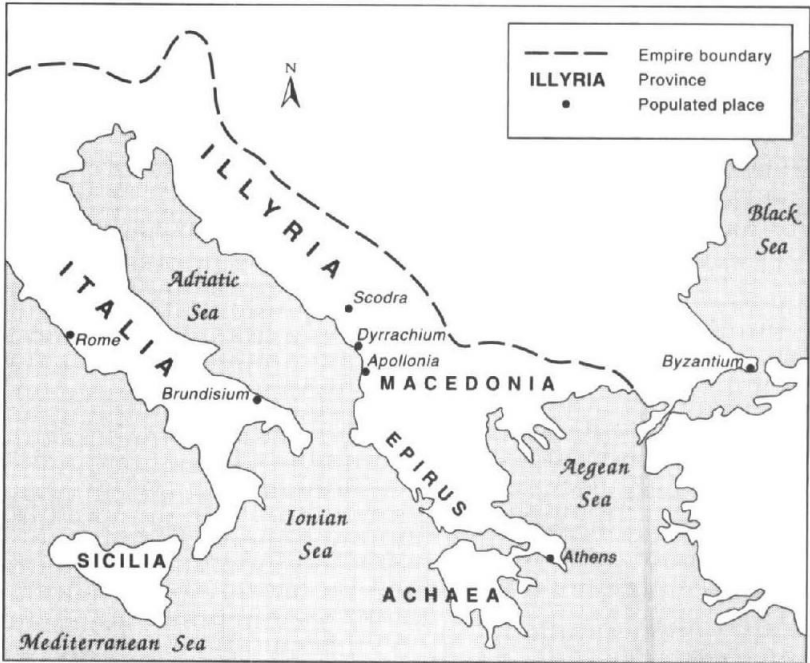 Empire boundary
ILLYRIA Province
Populated place
N
ILLYRIA
Black
Sea
ITALIA
Adriatic
Sea
Scodra
Rome
Dyrrachium
Apollonia
Byzantium
MACEDONIA
Brundisium
EPIRUS
Aegean
Sea
Ionian
Sea
SICILIA
Athens
ACHAEA
Mediterranean Sea